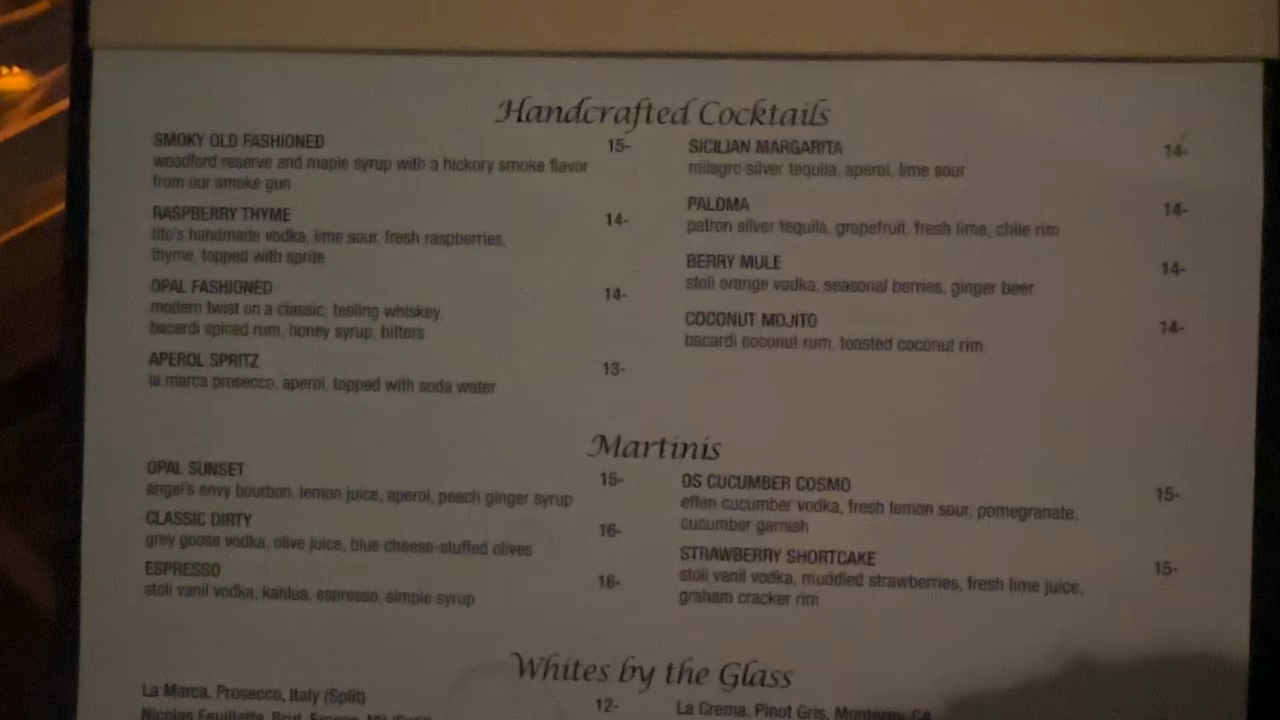 Handcrafted Cocktails
SMOKY OLD FASHIONED 15-
woodford reserve and maple syrup with a hickory smoke flavor
from our smoke gun
RASPBERRY THYME 14-
tito's handmade vodka, lime sour, fresh raspberries,
thyme, topped with sprite
OPAL FASHIONED 14-
modern twist on a classic, teeling whiskey,
bacardi spiced rum, honey syrup, bitters
APEROL SPRITZ 13-
la marca prosecco, aperol, topped with soda water
SICILIAN MARGARITA 14-
milagro silver tequila, aperol, lime sour
PALOMA 14-
patron silver tequila, grapefruit, fresh lime, chile rim
BERRY MULE 14-
stoli orange vodka, seasonal berries, ginger beer
COCONUT MOJITO 14-
bacardi coconut rum, toasted coconut rim
Martinis
OPAL SUNSET 15-
angel's envy bourbon, lemon juice, aperol, peach ginger syrup
CLASSIC DIRTY 16-
grey goose vodka, olive juice, blue cheese-stuffed olives
ESPRESSO 16-
stoli vanil vodka, kahlua, espresso, simple syrup
OS CUCUMBER COSMO 15-
effen cucumber vodka, fresh lemon sour, pomegranate,
cucumber garnish
STRAWBERRY SHORTCAKE 15-
stoli vanil vodka, muddled strawberries, fresh lime juice,
graham cracker rim
Whites by the Glass
La Marca, Prosecco, Italy (Split) 12-
Nicolas Feuillatte, Brut,
La Crema, Pinot Gris, Monterey, CA